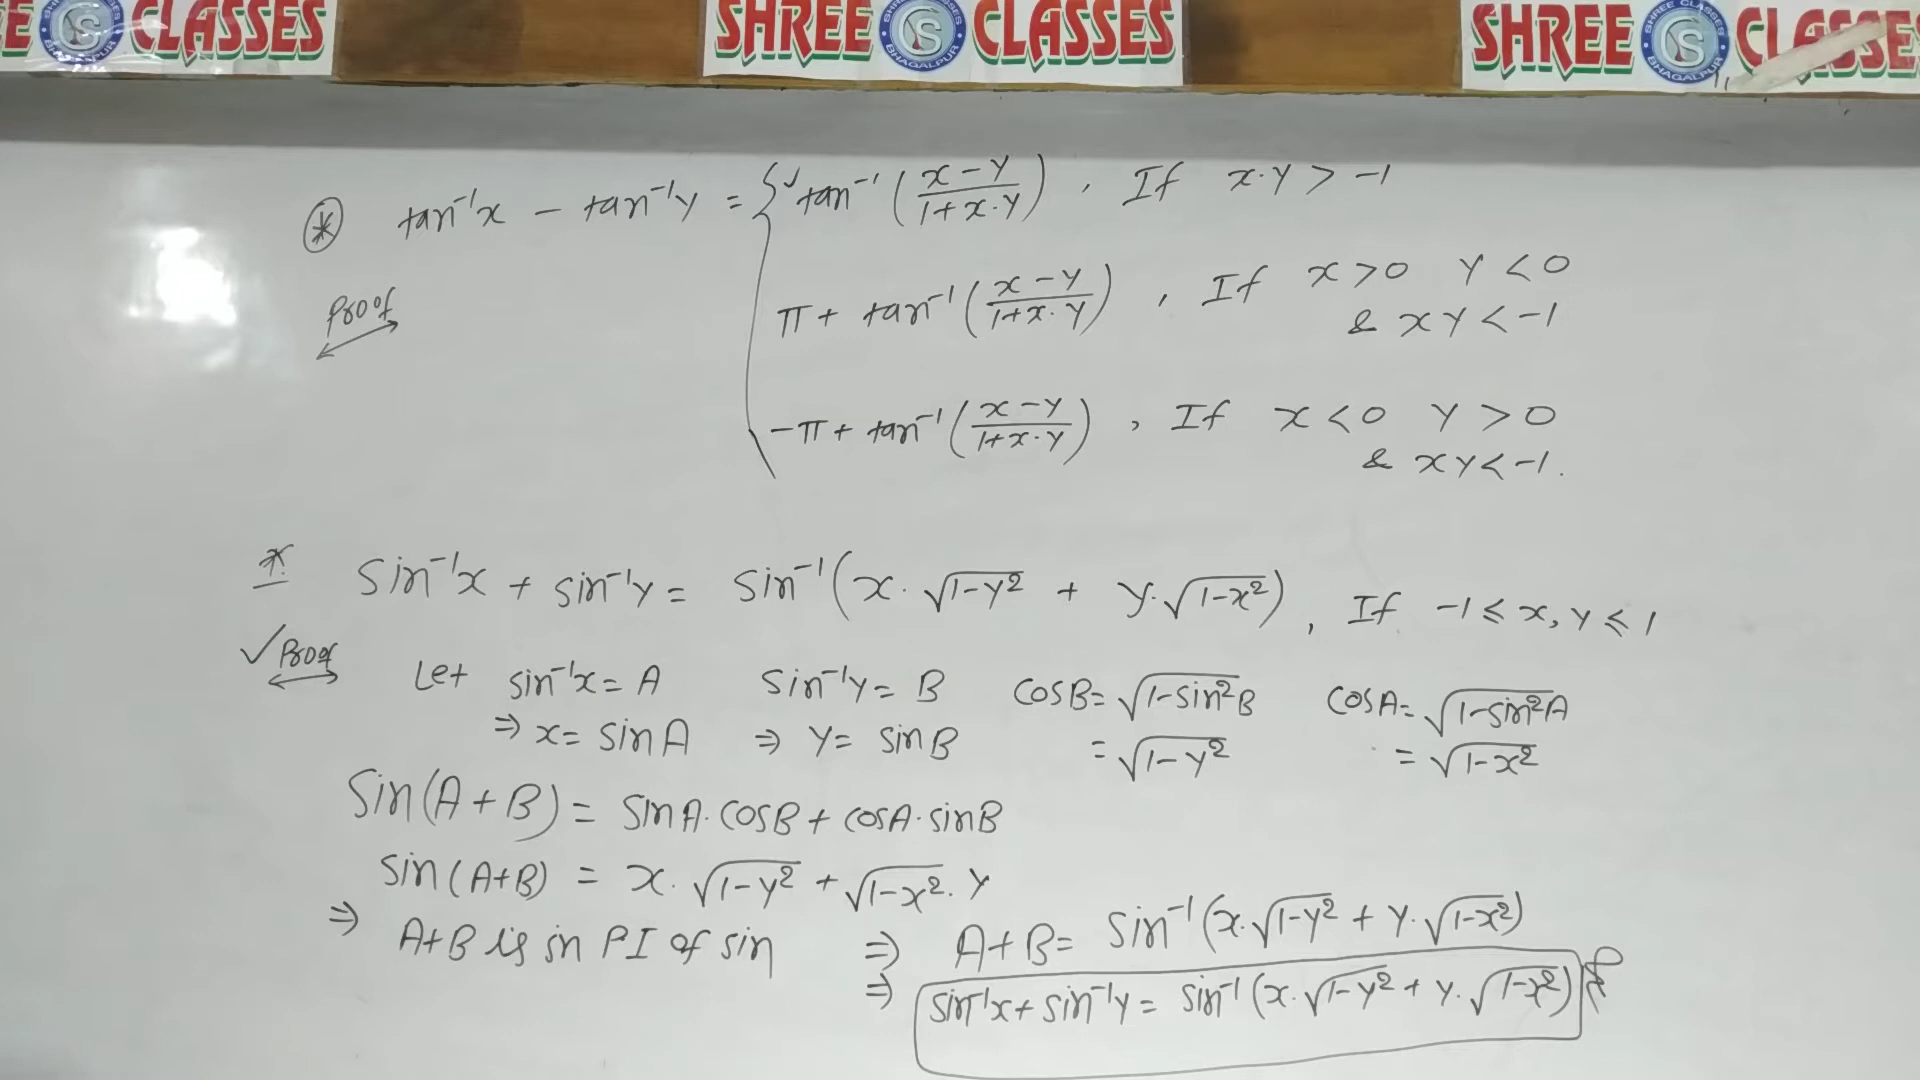 E CLASSES SHREE CLASSES SHREE CLASSE
BHAGALPUR
⊛ tan⁻¹x − tan⁻¹y = { ✓ tan⁻¹((x−y)/(1+x·y)), If x·y > −1
Proof
π + tan⁻¹((x−y)/(1+x·y)), If x>0 y<0
& xy<−1
−π + tan⁻¹((x−y)/(1+x·y)), If x<0 y>0
& xy<−1.
* Sin⁻¹x + sin⁻¹y = sin⁻¹(x·√(1−y²) + y·√(1−x²)), If −1≤x, y≤1
✓ Proof Let sin⁻¹x = A Sin⁻¹y = B cosB = √(1−sin²B) cosA = √(1−sin²A)
⇒ x = sinA ⇒ y = sinB = √(1−y²) = √(1−x²)
Sin(A+B) = sinA·cosB + cosA·sinB
sin(A+B) = x·√(1−y²) + √(1−x²)·y
⇒ A+B is in PI of sin ⇒ A+B = sin⁻¹(x·√(1−y²) + y·√(1−x²))
⇒ sin⁻¹x + sin⁻¹y = sin⁻¹(x·√(1−y²) + y·√(1−x²))